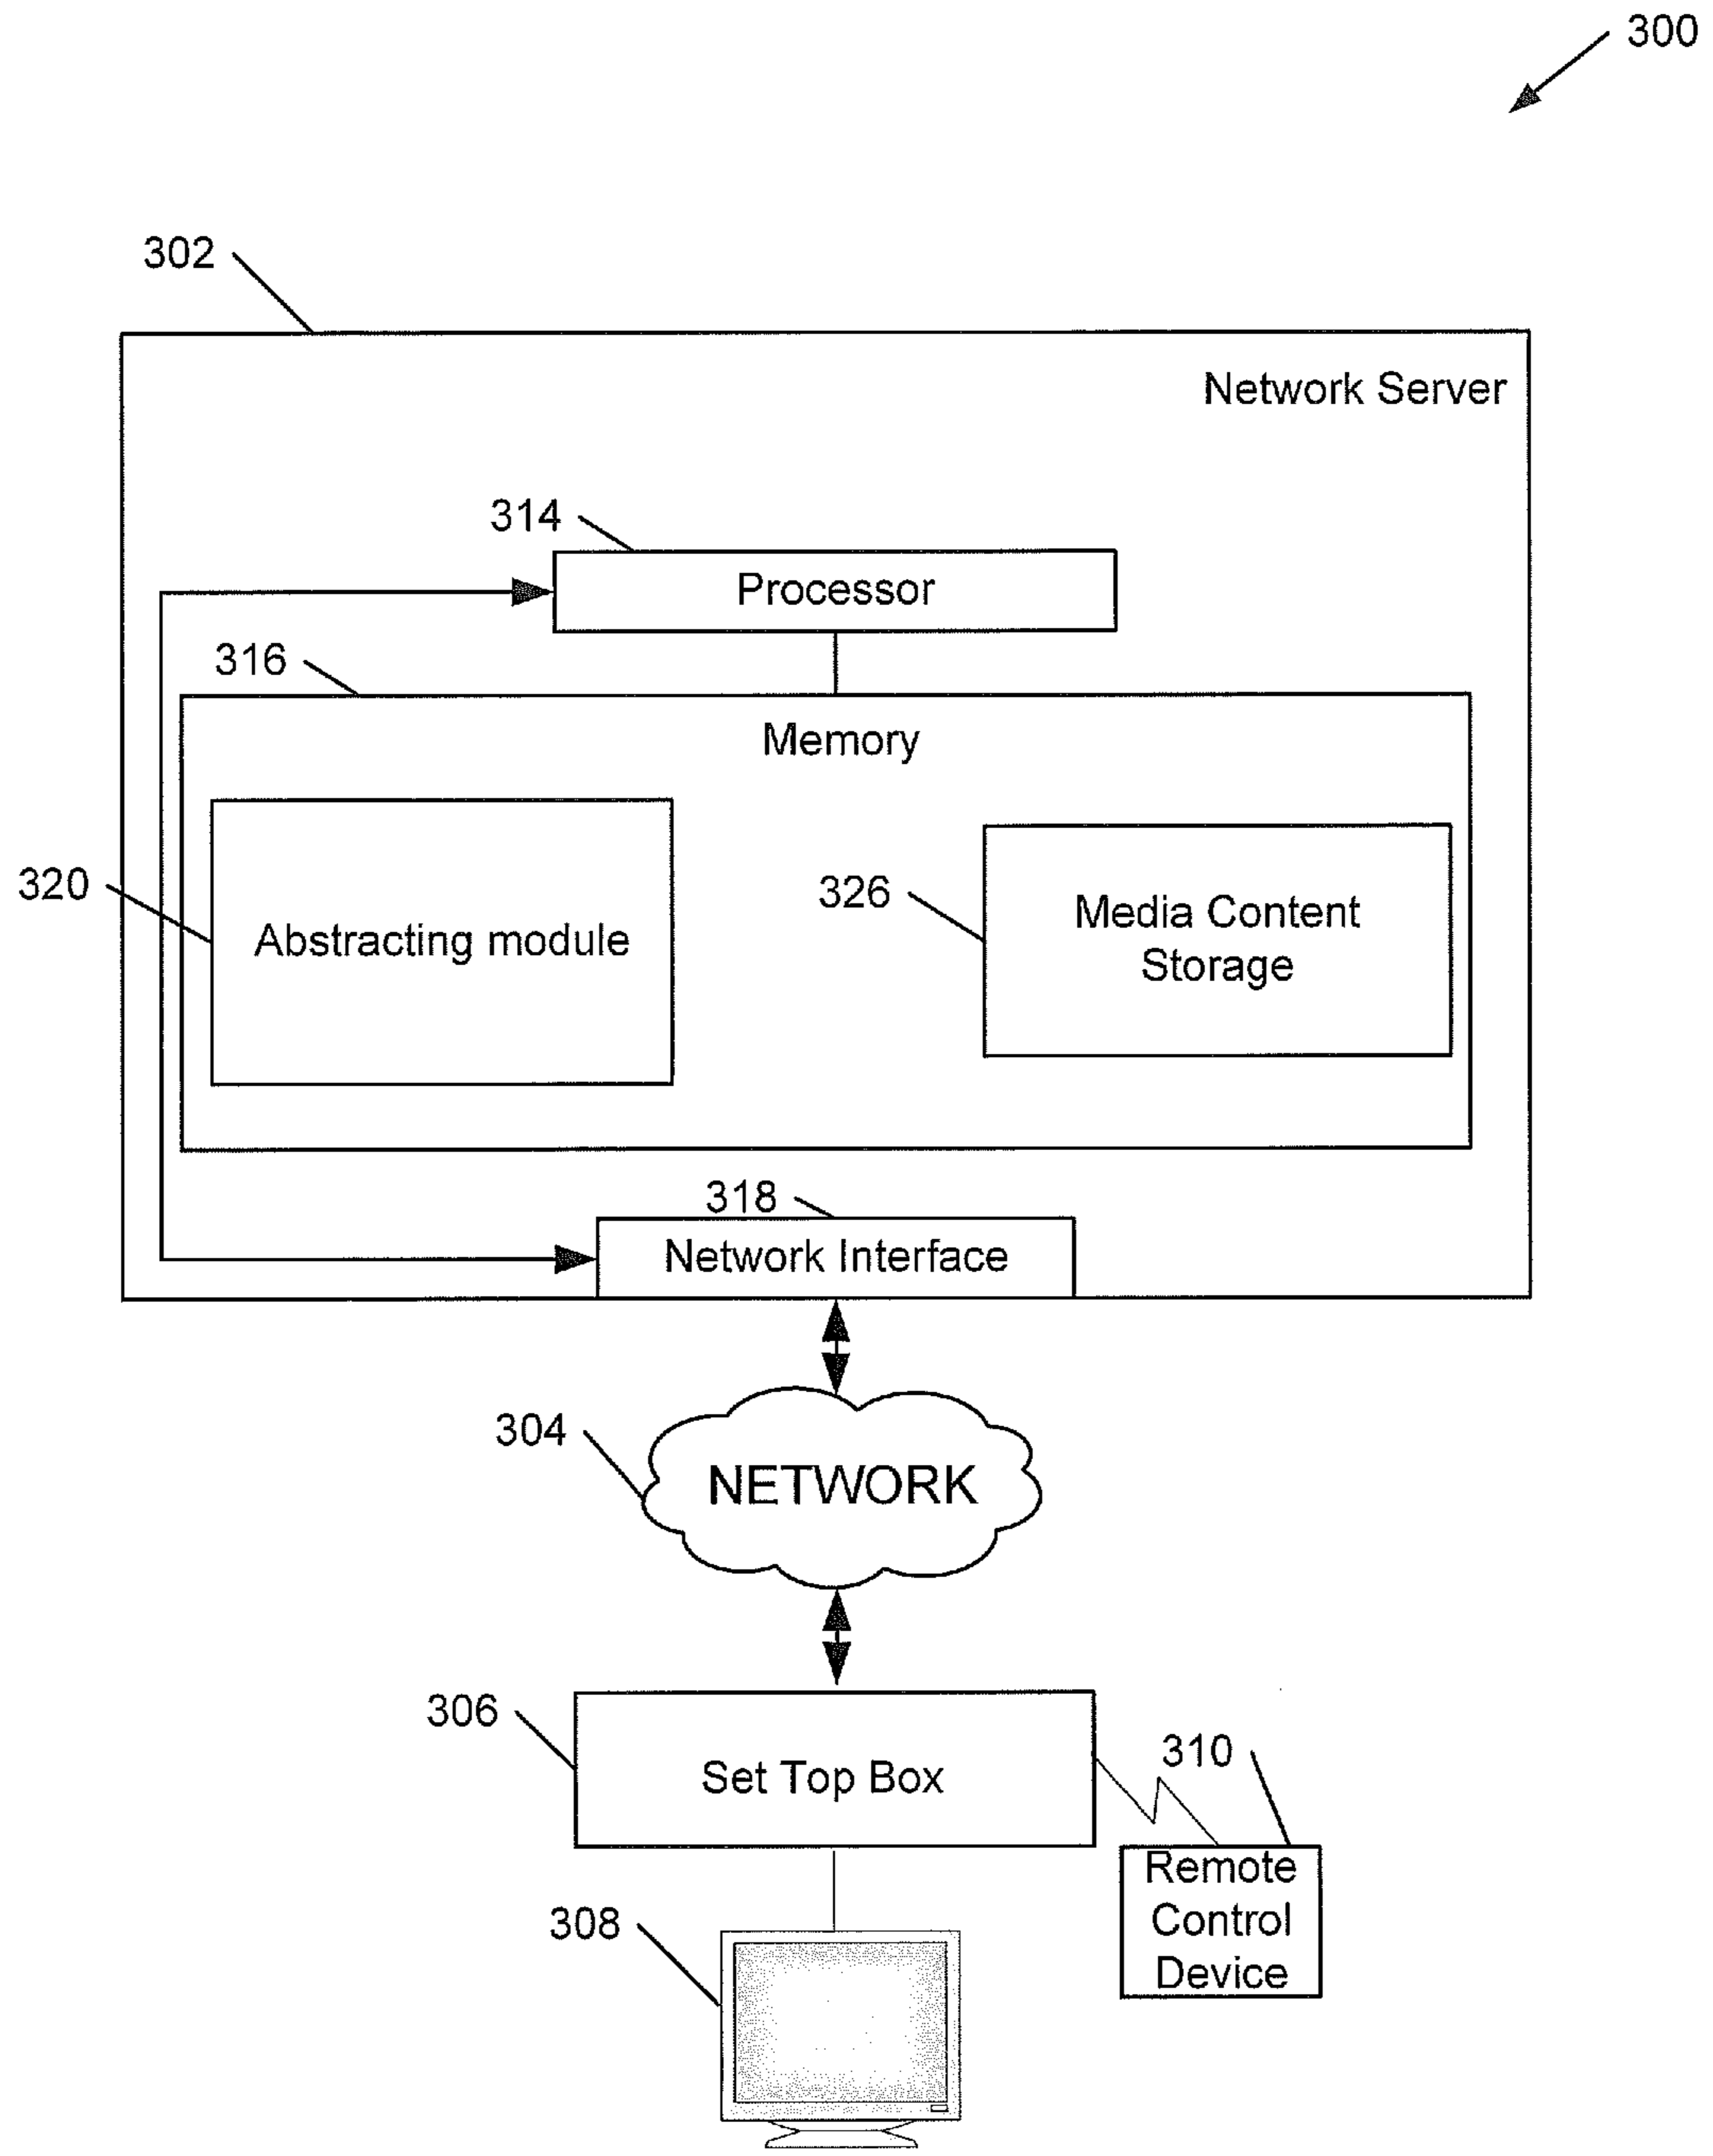 300
302
Network Server
314
Processor
316
Memory
320
Abstracting module
326
Media Content
Storage
318
Network Interface
304
NETWORK
306
Set Top Box
310
Remote
Control
Device
308